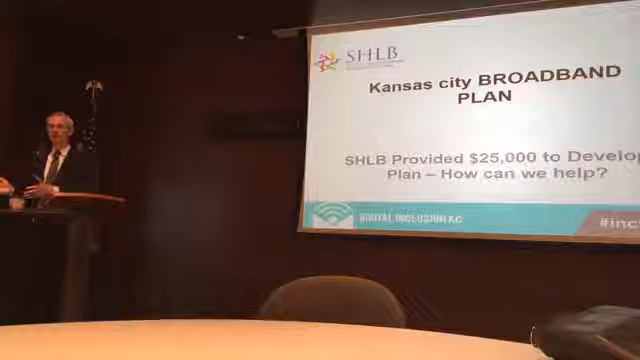 SHLB
Kansas city BROADBAND
PLAN
SHLB Provided $25,000 to Develop
Plan – How can we help?
DIGITAL INCLUSION KC
#inc